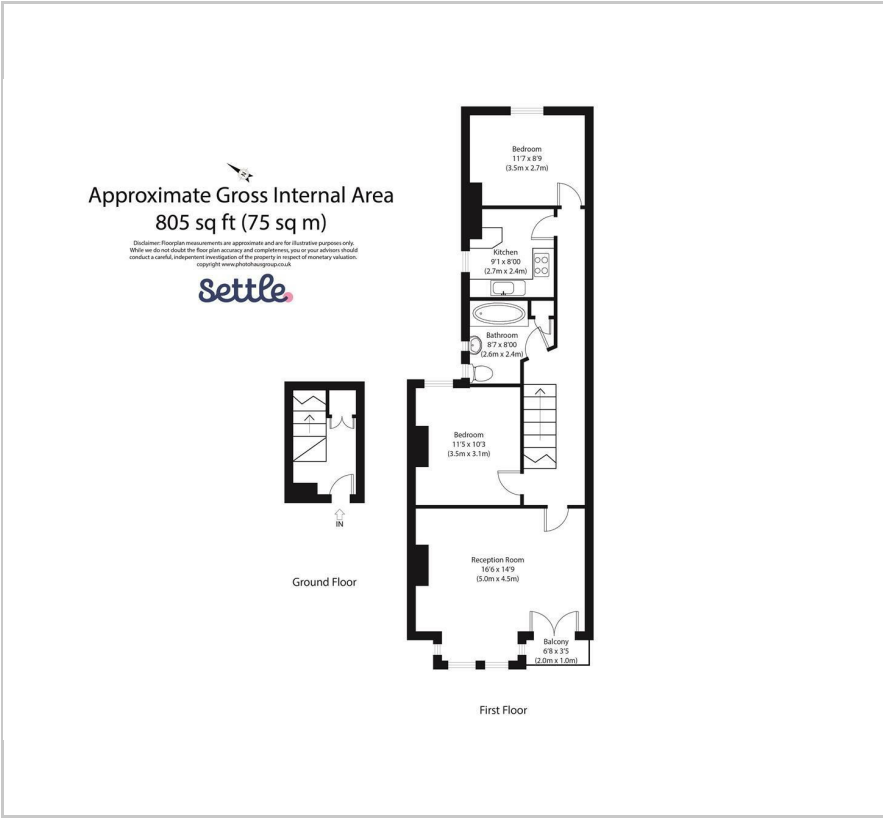 N
Approximate Gross Internal Area
805 sq ft (75 sq m)
Disclaimer: Floorplan measurements are approximate and are for illustrative purposes only.
While we do not doubt the floor plan accuracy and completeness, you or your advisors should
conduct a careful, independent investigation of the property in respect of monetary valuation.
copyright www.photohausgroup.co.uk
Settle.
Bedroom
11'7 x 8'9
(3.5m x 2.7m)
Kitchen
9'1 x 8'00
(2.7m x 2.4m)
Bathroom
8'7 x 8'00
(2.6m x 2.4m)
Bedroom
11'5 x 10'3
(3.5m x 3.1m)
IN
Ground Floor
Reception Room
16'6 x 14'9
(5.0m x 4.5m)
Balcony
6'8 x 3'5
(2.0m x 1.0m)
First Floor